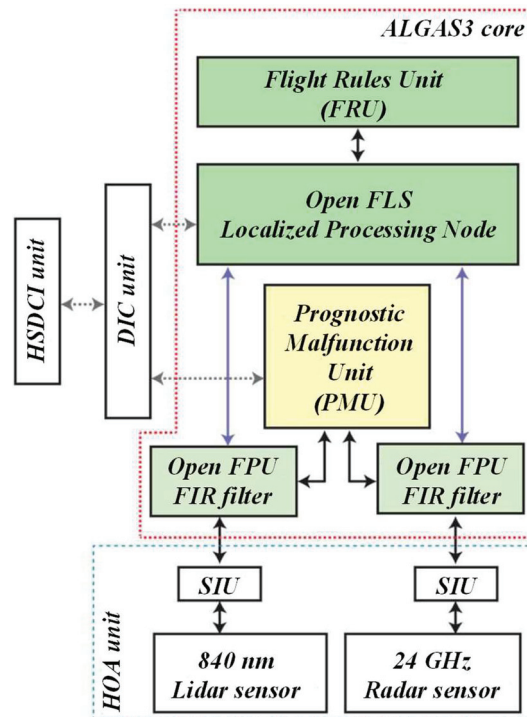 ALGAS3 core
Flight Rules Unit
(FRU)
Open FLS
Localized Processing Node
HSDCI unit
DIC unit
Prognostic
Malfunction
Unit
(PMU)
Open FPU
FIR filter
Open FPU
FIR filter
HOA unit
SIU
SIU
840 nm
Lidar sensor
24 GHz
Radar sensor